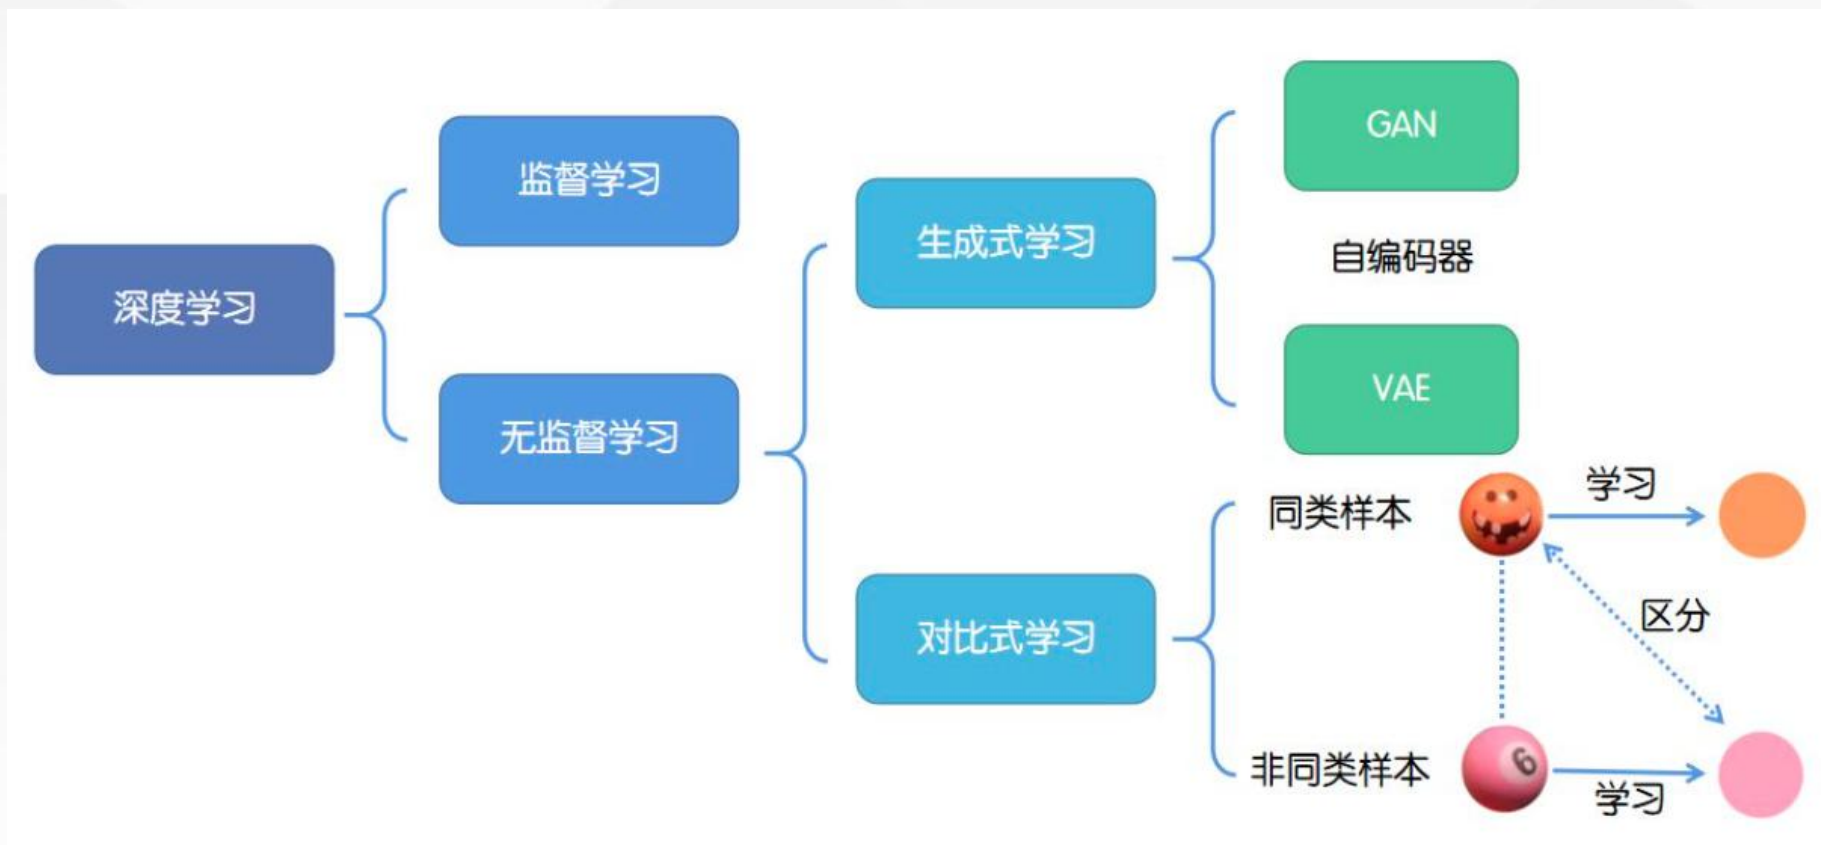 深度学习
监督学习
无监督学习
生成式学习
对比式学习
GAN
自编码器
VAE
同类样本
学习
区分
非同类样本
6
学习